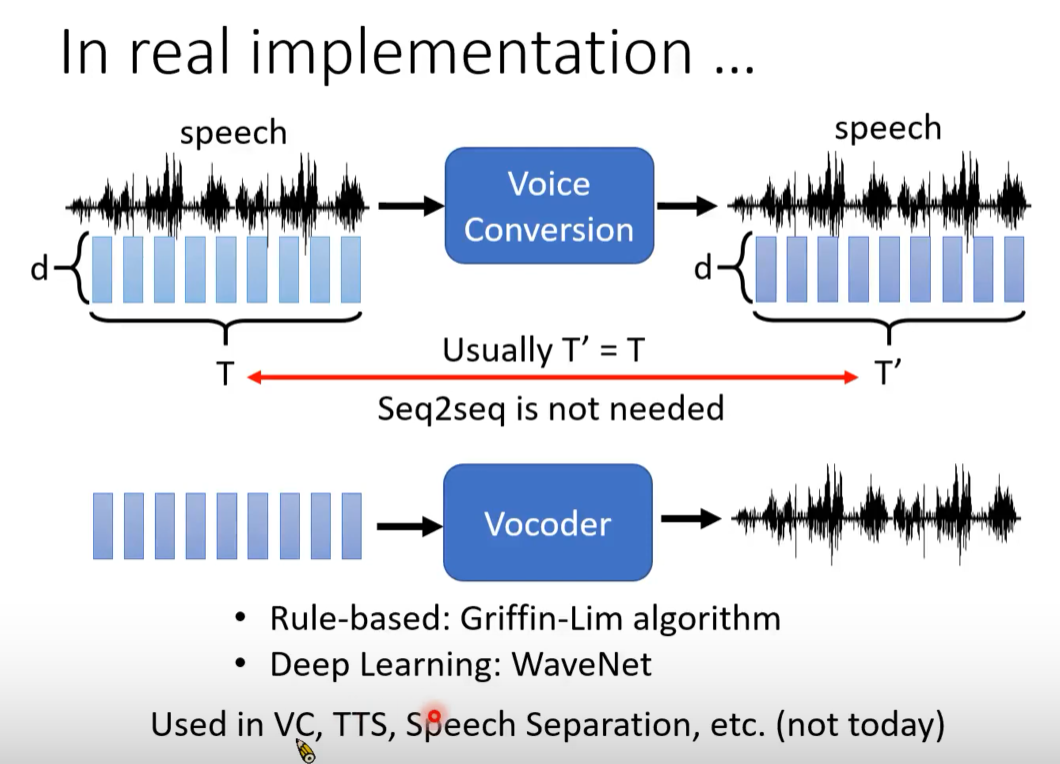 In real implementation ...
speech
speech
Voice
Conversion
d
d
Usually T′ = T
T
T′
Seq2seq is not needed
Vocoder
• Rule-based: Griffin-Lim algorithm
• Deep Learning: WaveNet
Used in VC, TTS, Speech Separation, etc. (not today)